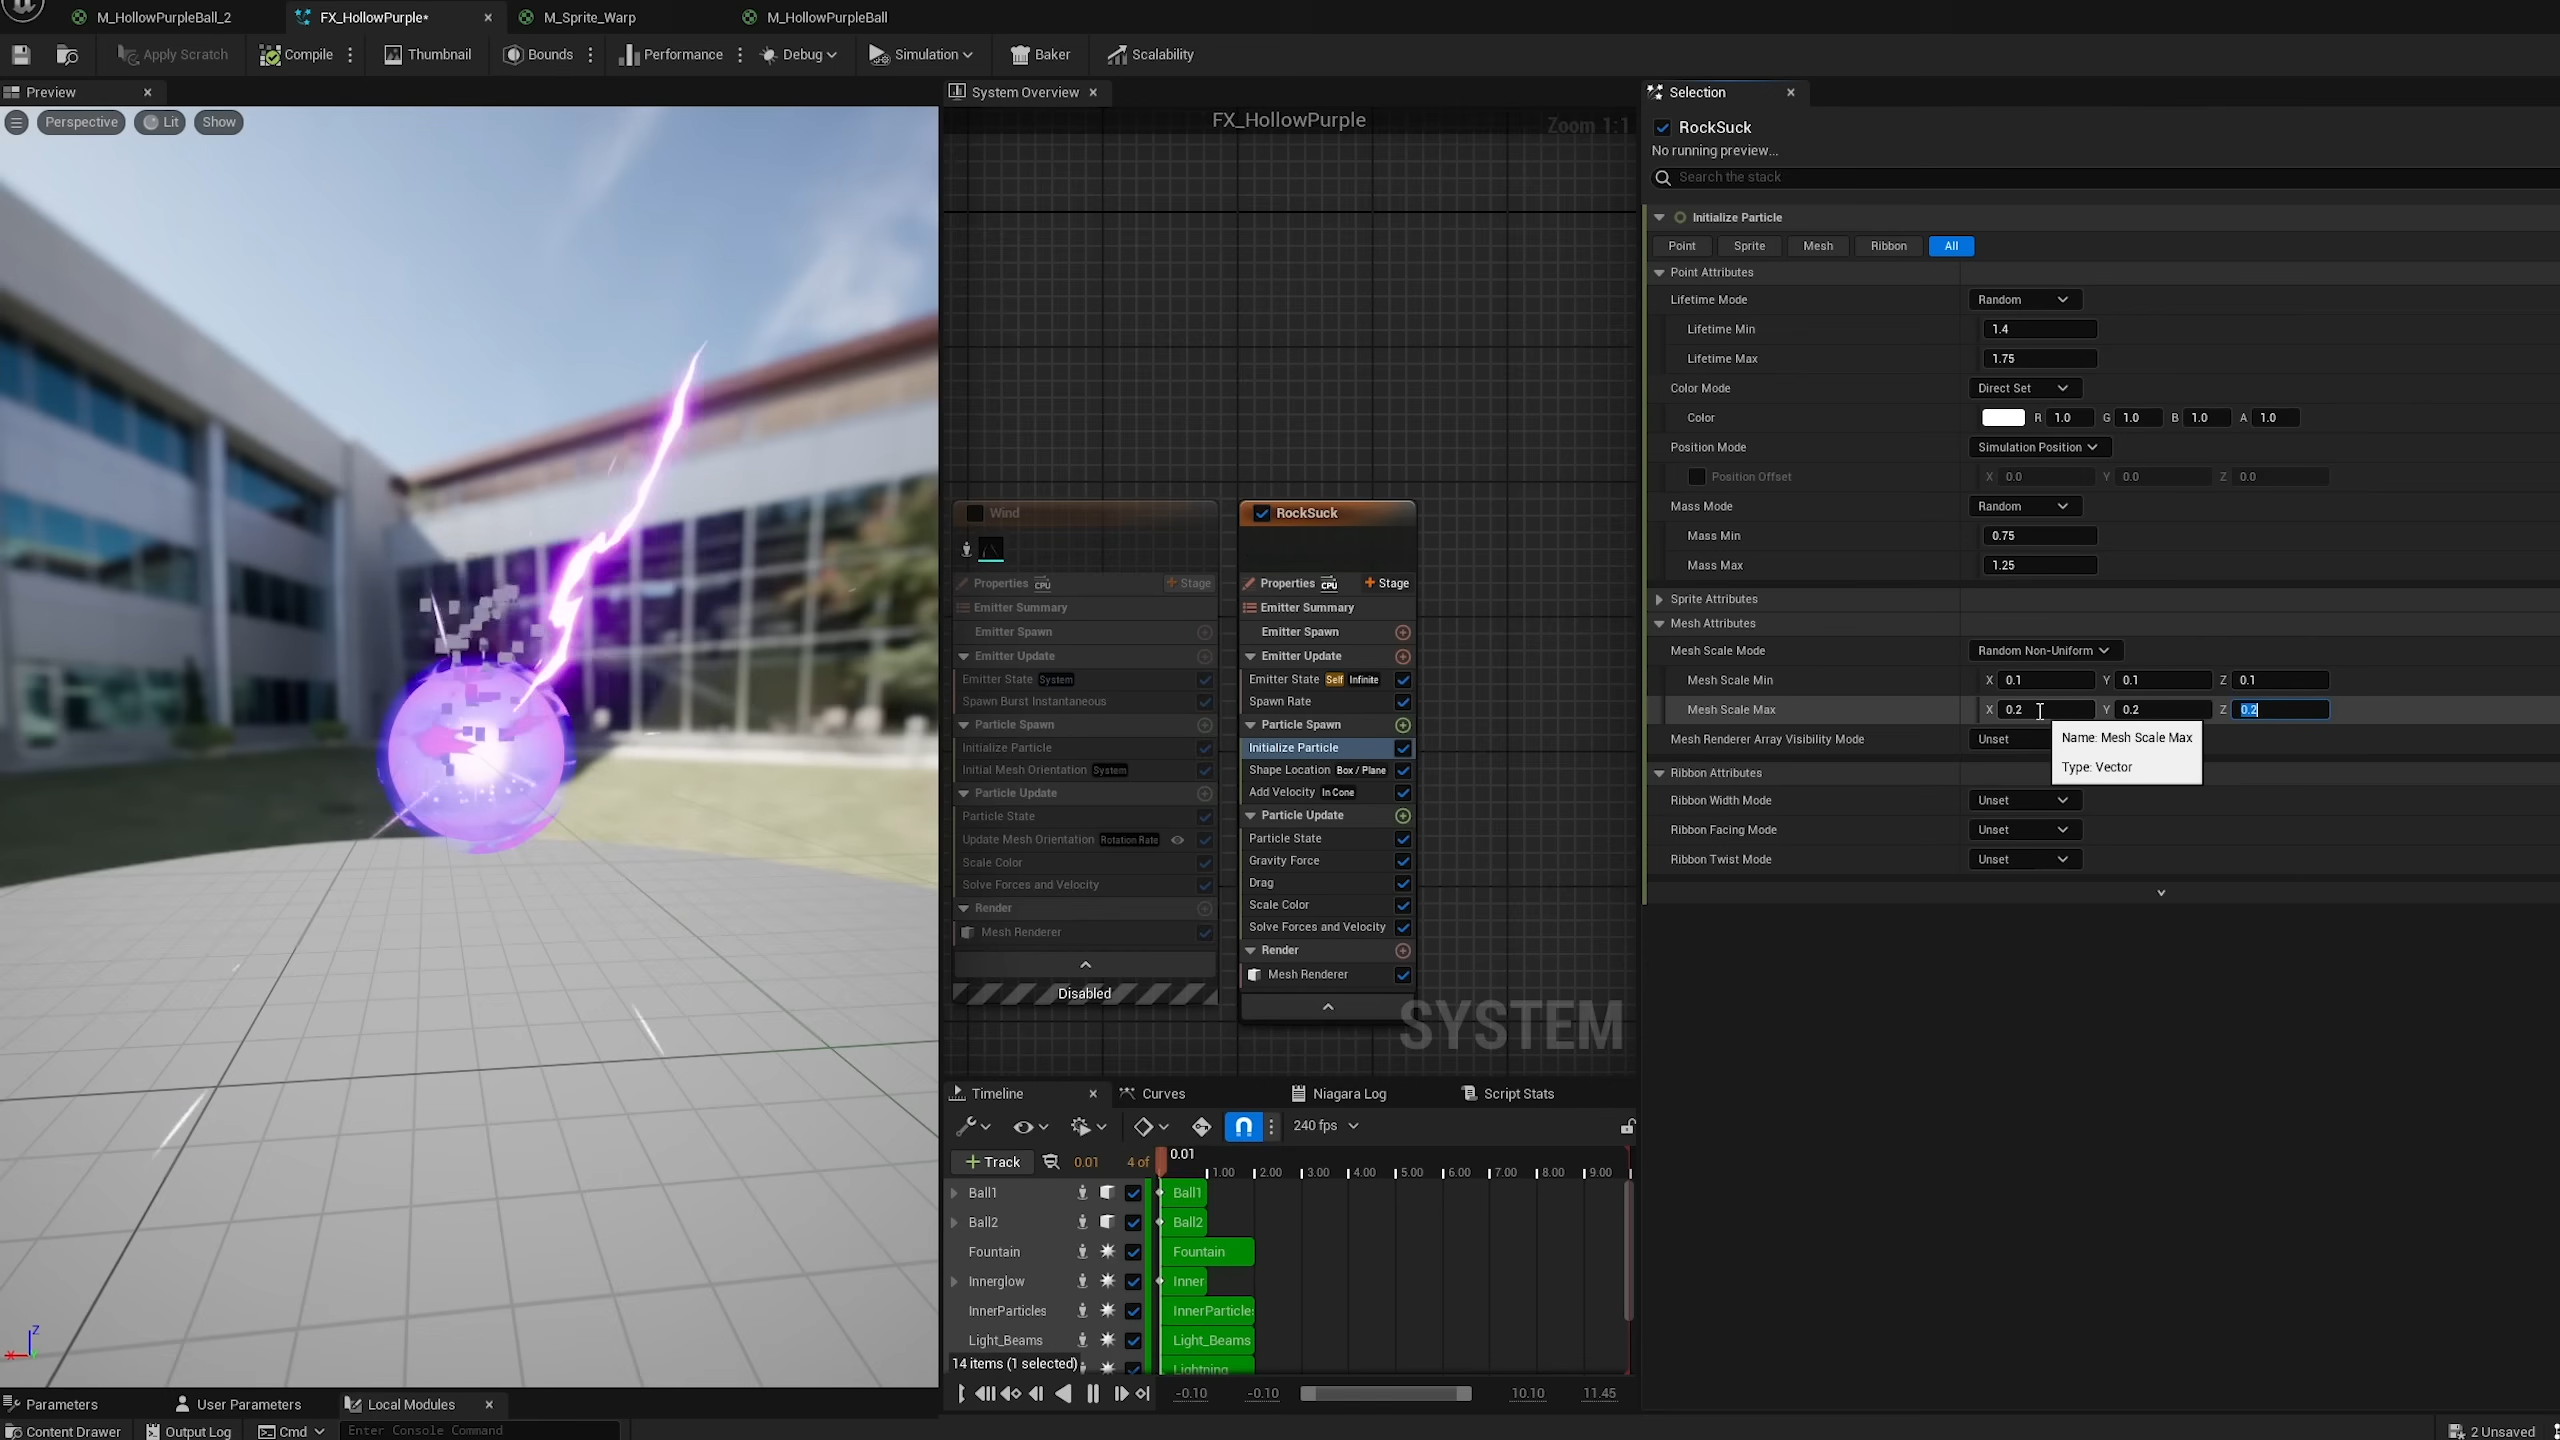 M_HollowPurpleBall_2
FX_HollowPurple*
M_Sprite_Warp
M_HollowPurpleBall
Apply Scratch
Compile
Thumbnail
Bounds
Performance
Debug
Simulation
Baker
Scalability
Preview
Perspective
Lit
Show
System Overview
FX_HollowPurple
Zoom 1:1
Wind
Properties
CPU
Stage
Emitter Summary
Emitter Spawn
Emitter Update
Emitter State System
Spawn Burst Instantaneous
Particle Spawn
Initialize Particle
Initial Mesh Orientation System
Particle Update
Particle State
Update Mesh Orientation Rotation Rate
Scale Color
Solve Forces and Velocity
Render
Mesh Renderer
Disabled
RockSuck
Properties
CPU
Stage
Emitter Summary
Emitter Spawn
Emitter Update
Emitter State Self Infinite
Spawn Rate
Particle Spawn
Initialize Particle
Shape Location Box / Plane
Add Velocity In Cone
Particle Update
Particle State
Gravity Force
Drag
Scale Color
Solve Forces and Velocity
Render
Mesh Renderer
SYSTEM
Selection
RockSuck
No running preview...
Search the stack
Initialize Particle
Point
Sprite
Mesh
Ribbon
All
Point Attributes
Lifetime Mode Random
Lifetime Min 1.4
Lifetime Max 1.75
Color Mode Direct Set
Color R 1.0 G 1.0 B 1.0 A 1.0
Position Mode Simulation Position
Position Offset X 0.0 Y 0.0 Z 0.0
Mass Mode Random
Mass Min 0.75
Mass Max 1.25
Sprite Attributes
Mesh Attributes
Mesh Scale Mode Random Non-Uniform
Mesh Scale Min X 0.1 Y 0.1 Z 0.1
Mesh Scale Max X 0.2 Y 0.2 Z 0.2
Mesh Renderer Array Visibility Mode Unset
Name: Mesh Scale Max
Type: Vector
Ribbon Attributes
Ribbon Width Mode Unset
Ribbon Facing Mode Unset
Ribbon Twist Mode Unset
Timeline
Curves
Niagara Log
Script Stats
240 fps
Track
0.01
4 of
0.01
1.00 2.00 3.00 4.00 5.00 6.00 7.00 8.00 9.00
Ball1 Ball1
Ball2 Ball2
Fountain Fountain
Innerglow Inner
InnerParticles InnerParticles
Light_Beams Light_Beams
Lightning
14 items (1 selected)
-0.10 -0.10 10.10 11.45
Z
X
Parameters
User Parameters
Local Modules
Content Drawer
Output Log
Cmd
Enter Console Command
2 Unsaved